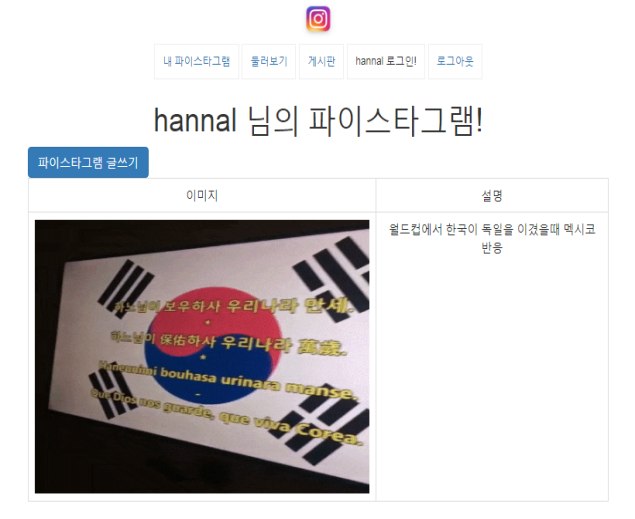 내 파이스타그램
둘러보기
게시판
hannal 로그인!
로그아웃
hannal 님의 파이스타그램!
파이스타그램 글쓰기
이미지
설명
하느님이 보우하사 우리나라 만세.
하느님이 保佑하사 우리나라 萬歲.
Haneunimi bouhasa urinara manse.
Que Dios nos guarde, que viva Corea.
월드컵에서 한국이 독일을 이겼을때 멕시코
반응